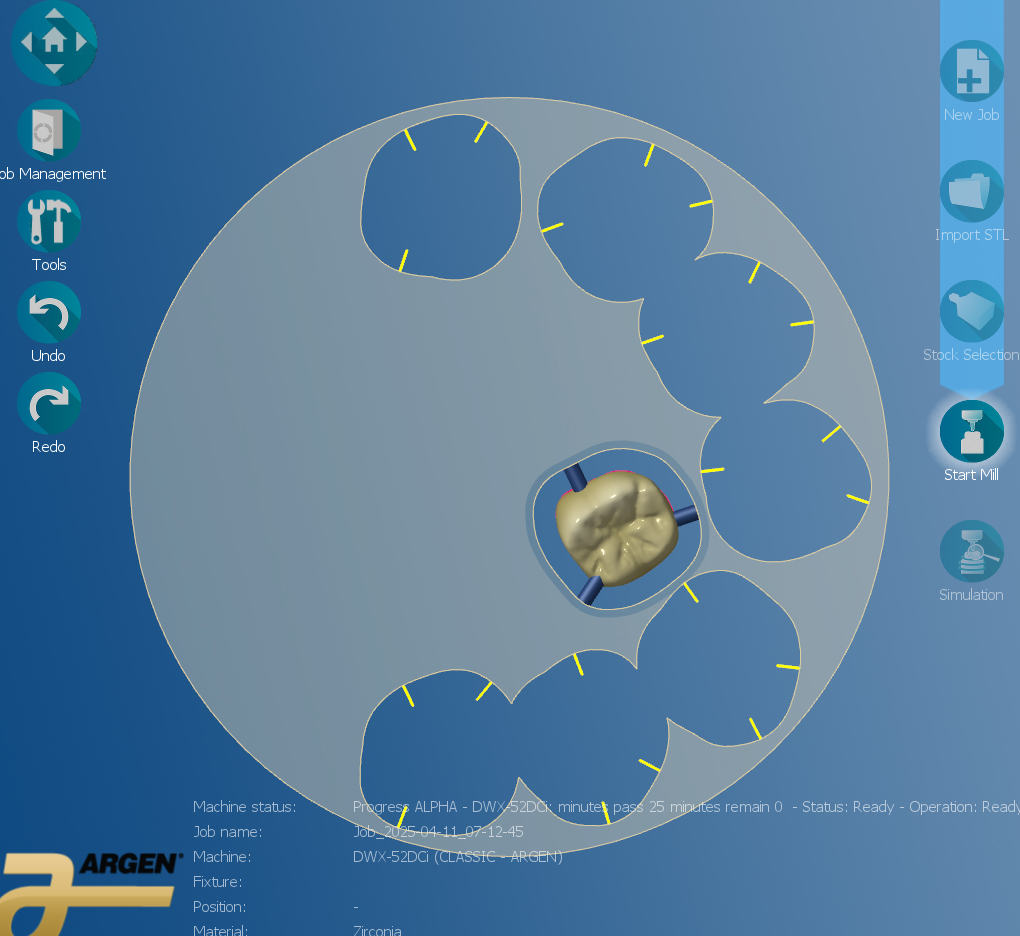 ob Management
Tools
Undo
Redo
New Job
Import STL
Stock Selection
Start Mill
Simulation
Machine status: Progress ALPHA - DWX-52DCi: minutes pass 25 minutes remain 0 - Status: Ready - Operation: Ready
Job name: Job_2025-04-11_07-12-45
Machine: DWX-52DCi (CLASSIC - ARGEN)
Fixture:
Position: -
Material: Zirconia
ARGEN